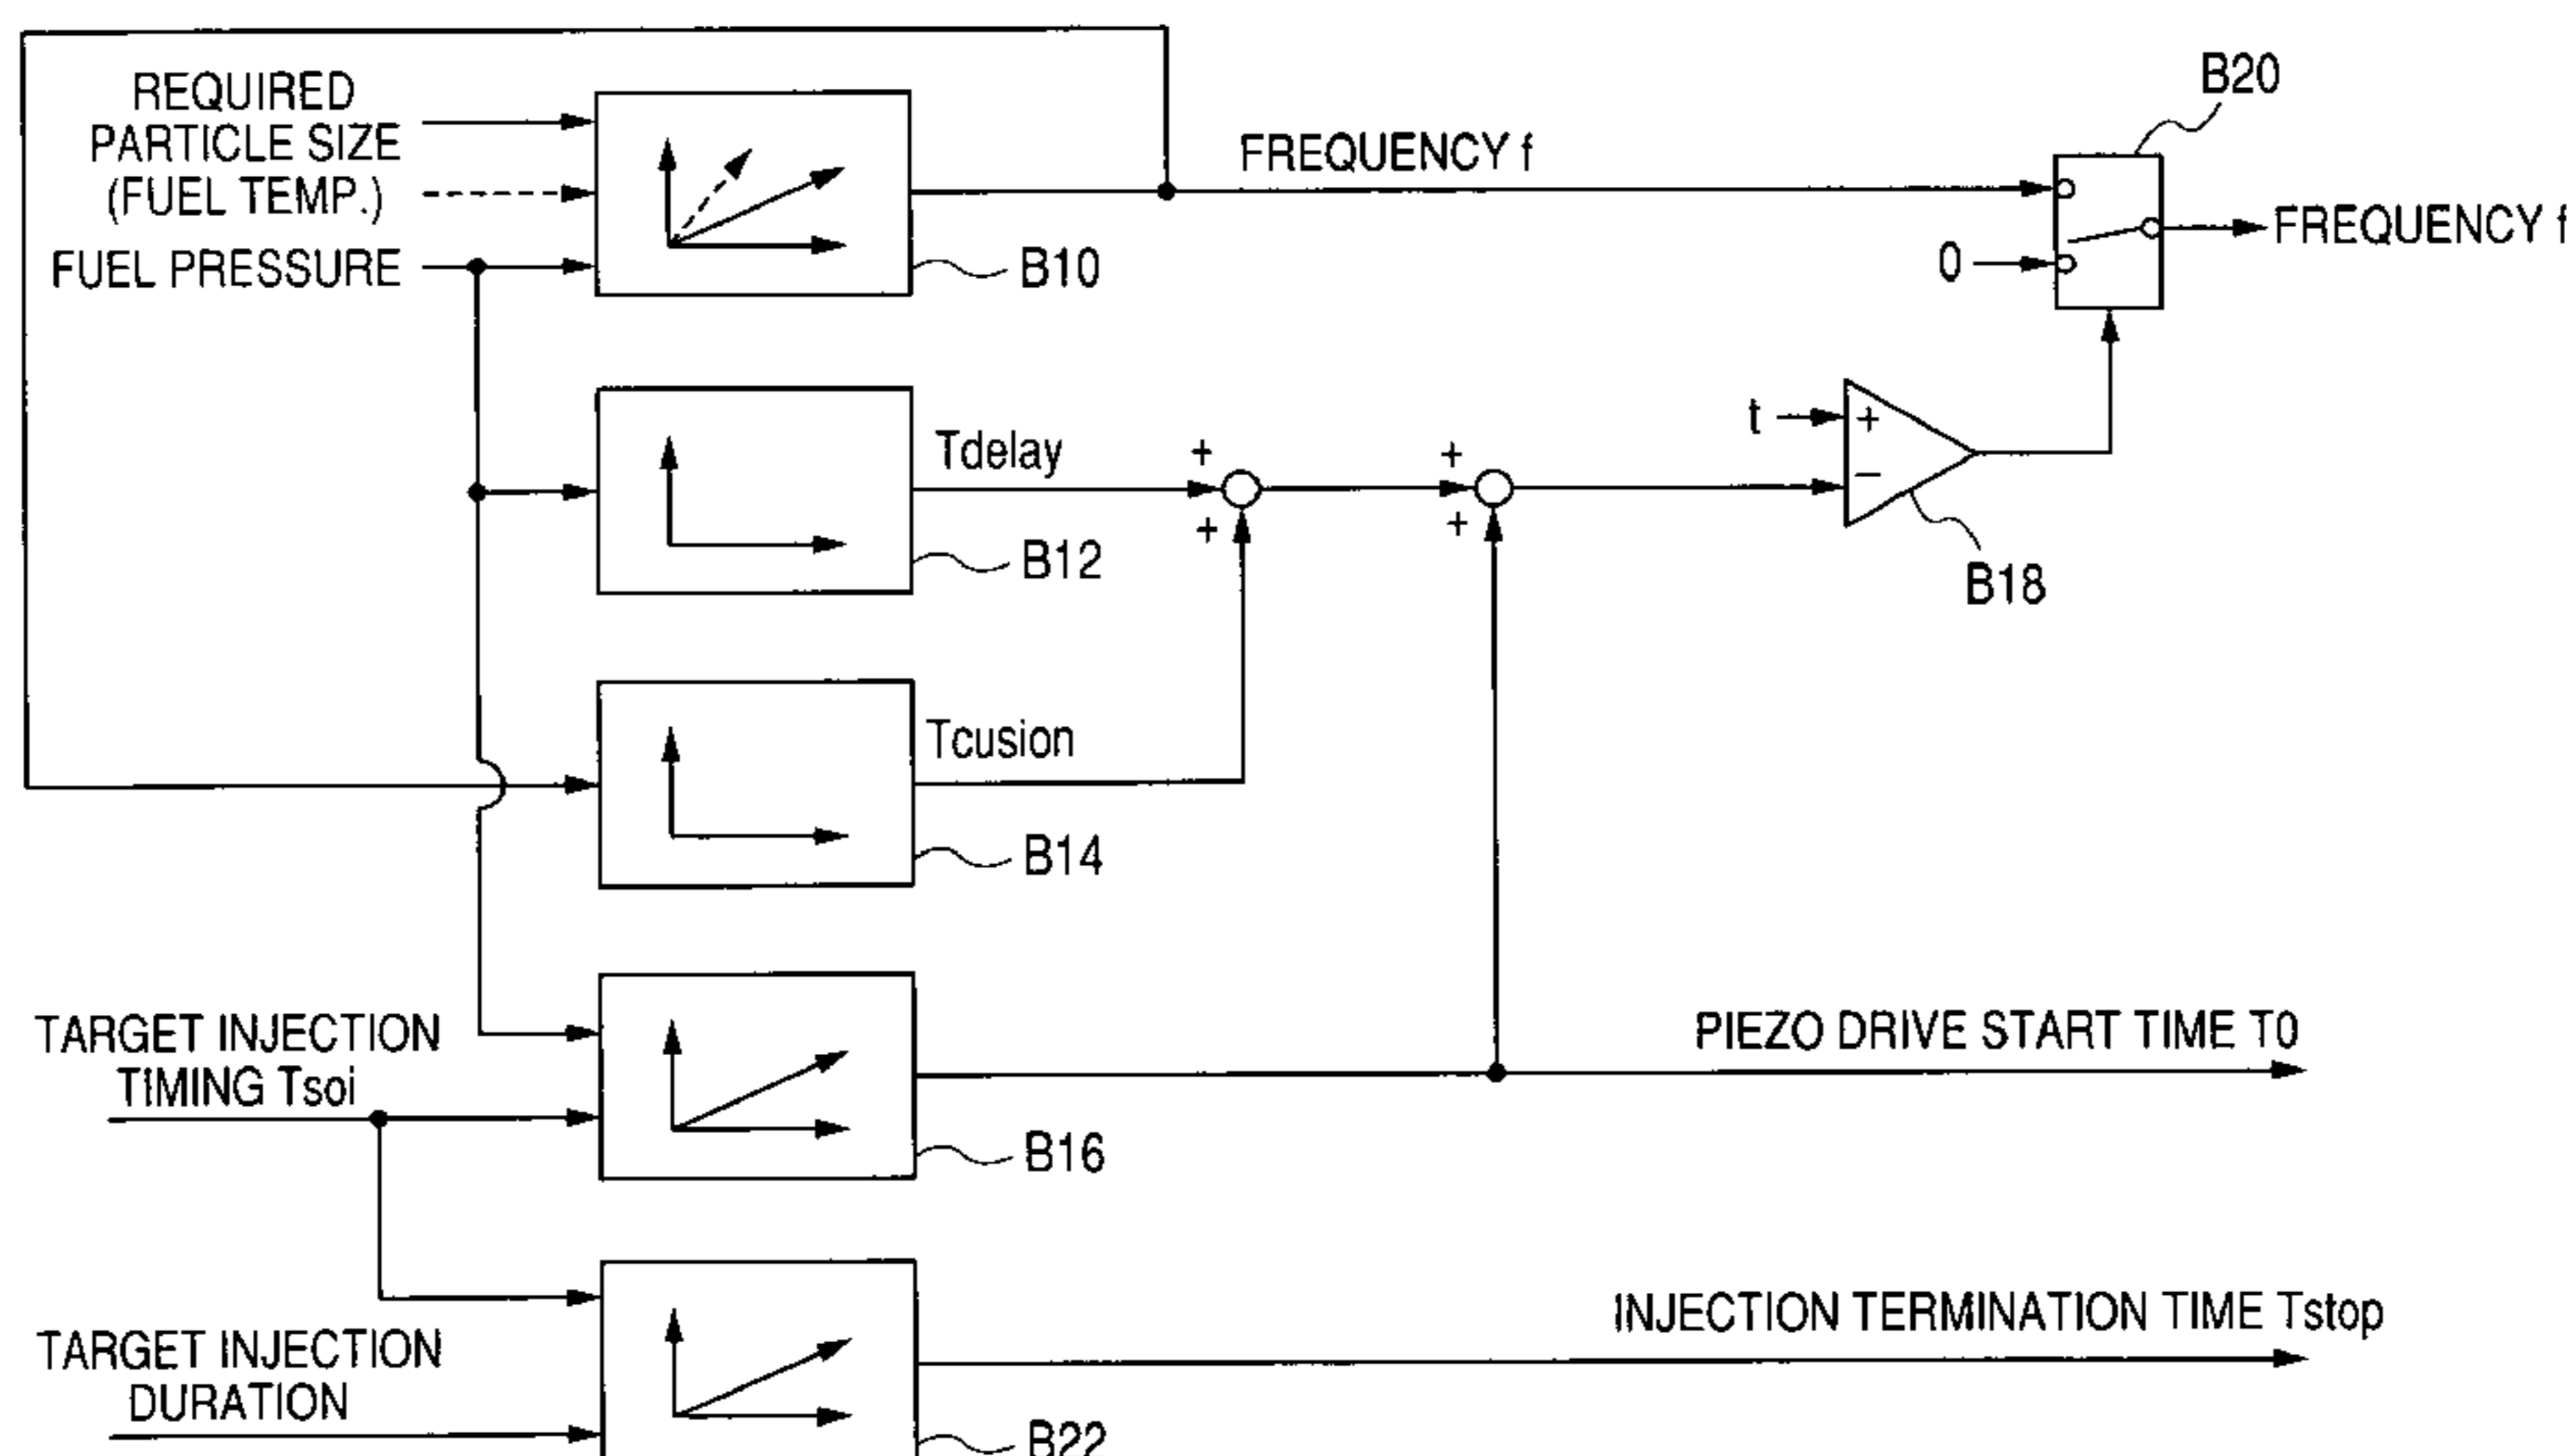 REQUIRED
PARTICLE SIZE
(FUEL TEMP.)
FUEL PRESSURE
B10
FREQUENCY f
B20
0
FREQUENCY f
Tdelay
+
+
+
+
B12
t
+
−
B18
Tcusion
B14
TARGET INJECTION
TIMING Tsoi
B16
PIEZO DRIVE START TIME T0
TARGET INJECTION
DURATION
B22
INJECTION TERMINATION TIME Tstop